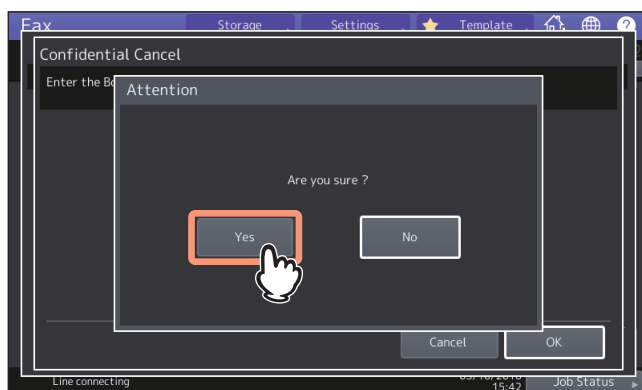 Fax Storage Settings Template ?
Confidential Cancel
Enter the
Attention
Are you sure ?
Yes No
Cancel OK
Line connecting
15:42 Job Status